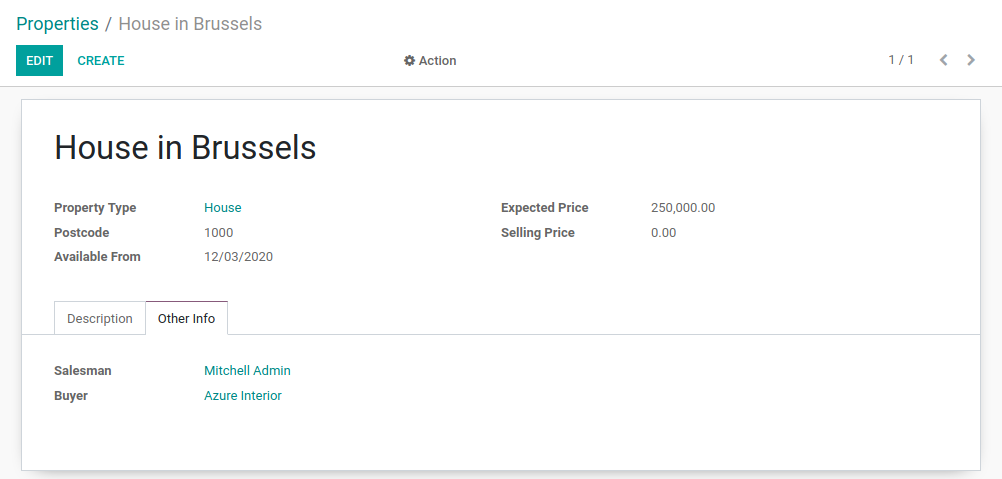 Properties / House in Brussels
EDIT CREATE Action 1 / 1
House in Brussels
Property Type House Expected Price 250,000.00
Postcode 1000 Selling Price 0.00
Available From 12/03/2020
Description Other Info
Salesman Mitchell Admin
Buyer Azure Interior